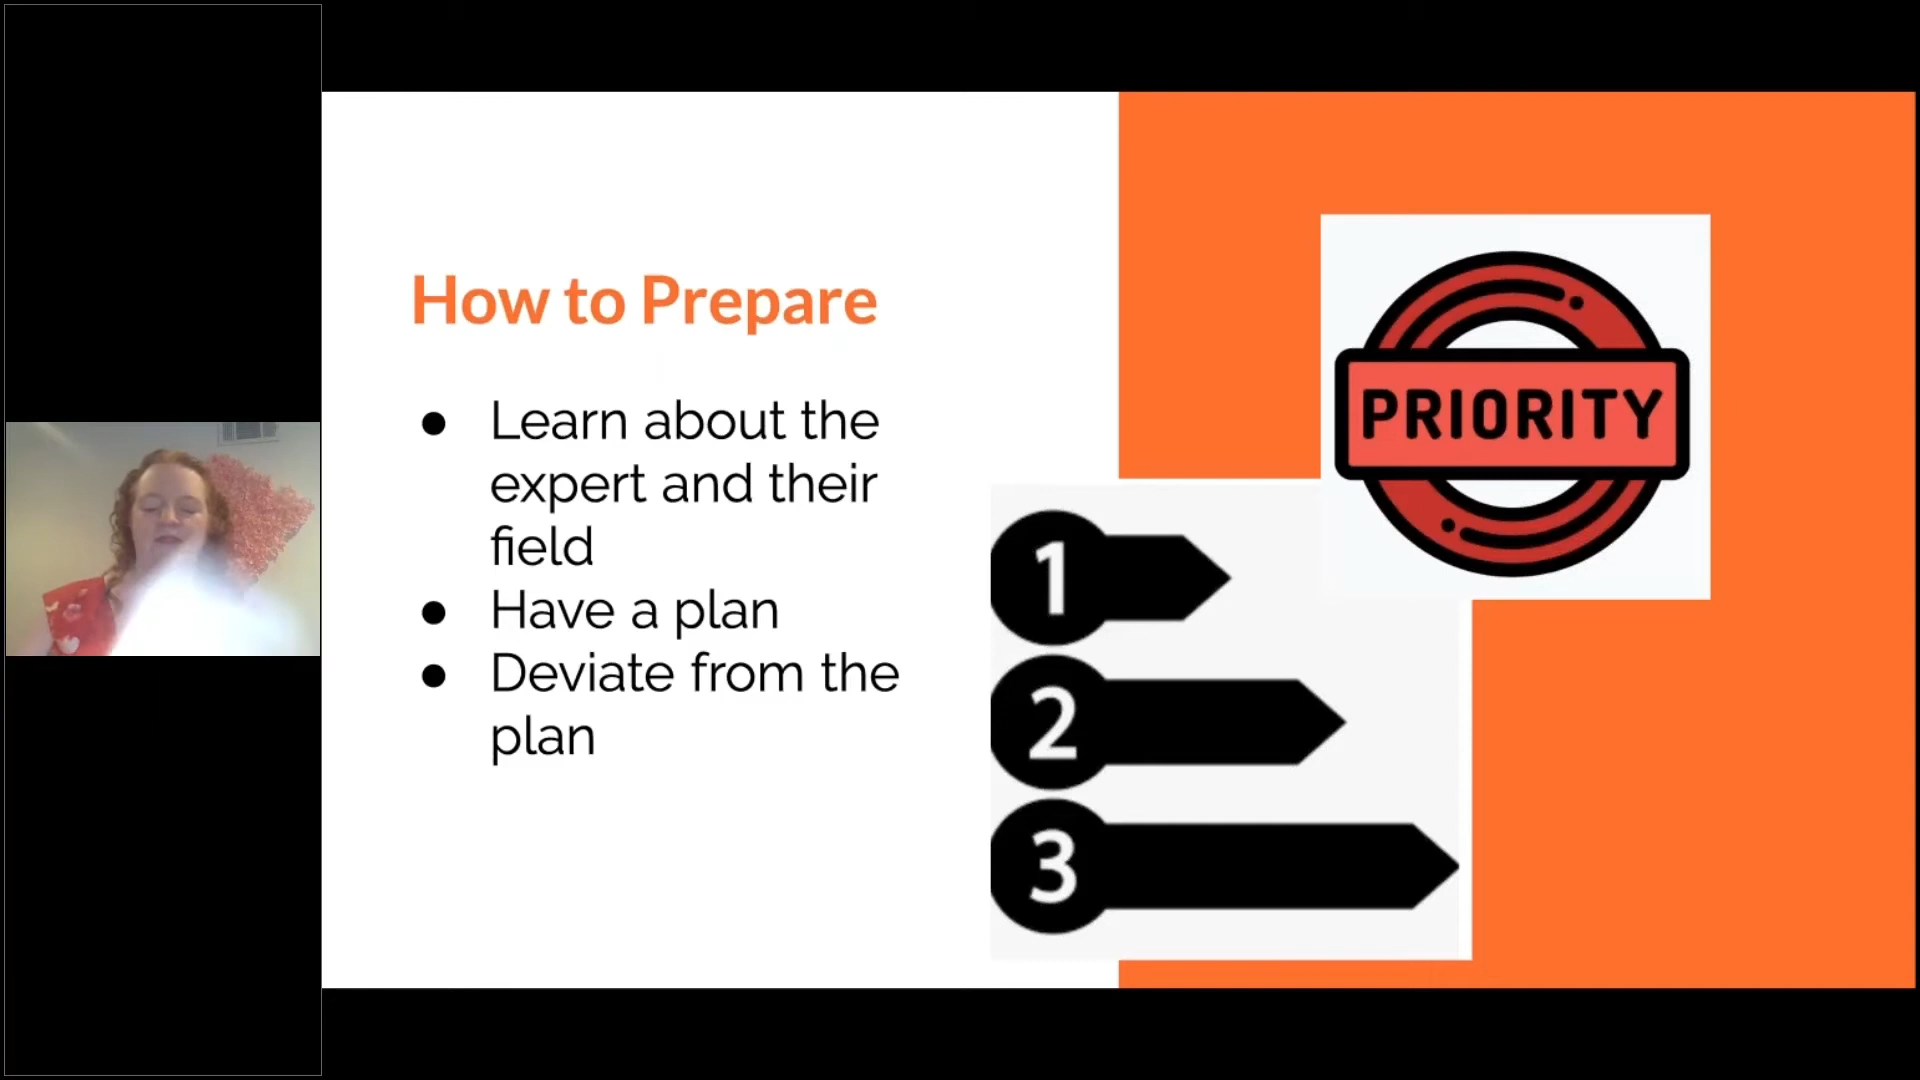 How to Prepare
● Learn about the
expert and their
field
● Have a plan
● Deviate from the
plan
PRIORITY
1
2
3